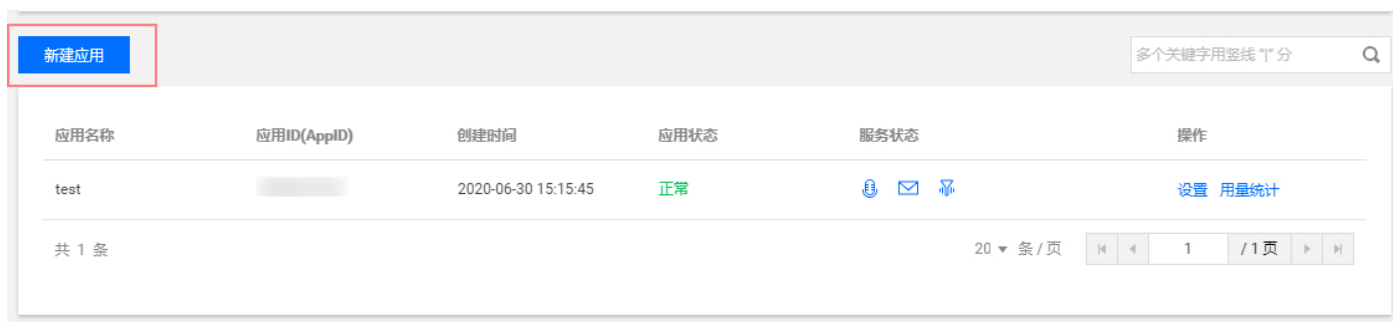 新建应用
多个关键字用竖线 "|" 分
应用名称 应用ID(AppID) 创建时间 应用状态 服务状态 操作
test 2020-06-30 15:15:45 正常 设置 用量统计
共 1 条 20 条 / 页 1 / 1 页